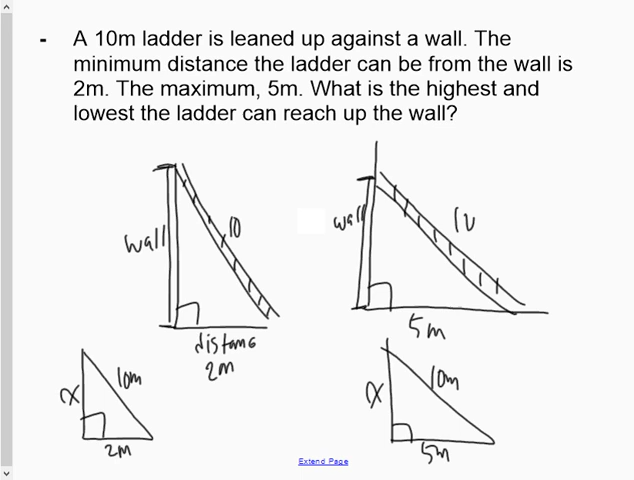 - A 10m ladder is leaned up against a wall. The
minimum distance the ladder can be from the wall is
2m. The maximum, 5m. What is the highest and
lowest the ladder can reach up the wall?
wall
10
distance
2m
wall
10
5m
x
10m
2m
x
10m
5m
Extend Page